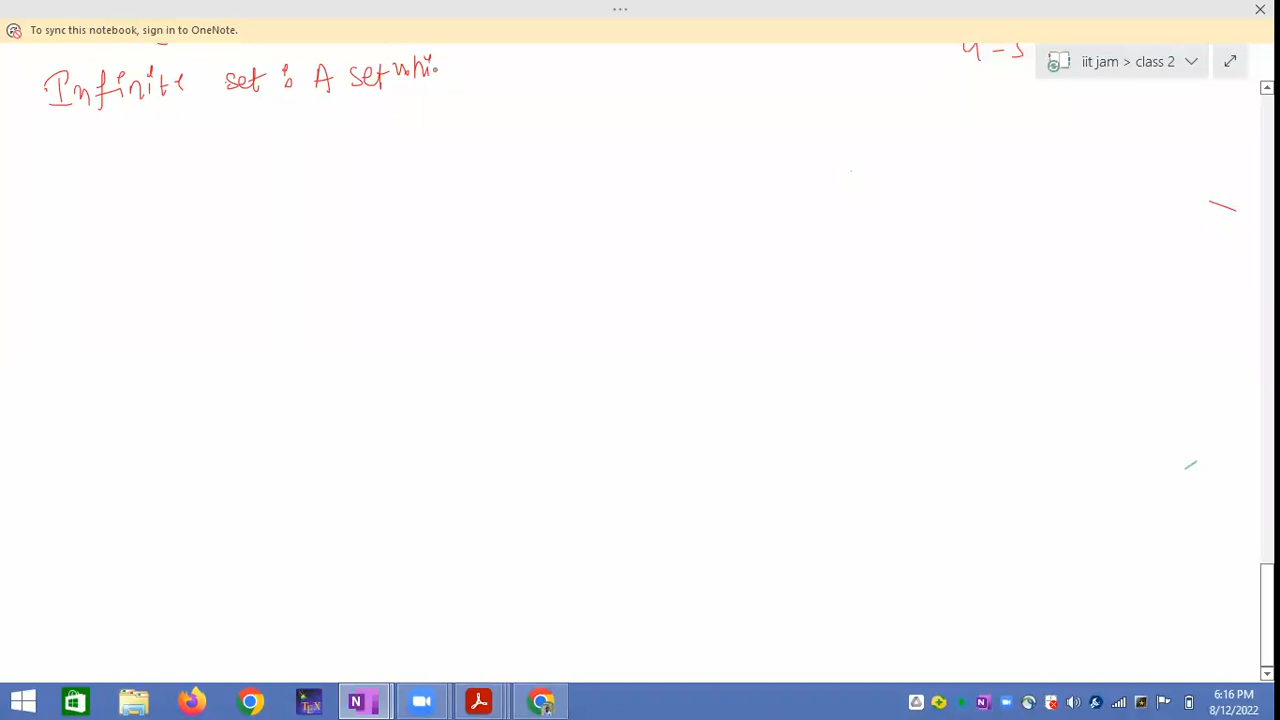 To sync this notebook, sign in to OneNote.
iit jam > class 2
Infinite set : A set whi
6:16 PM
8/12/2022